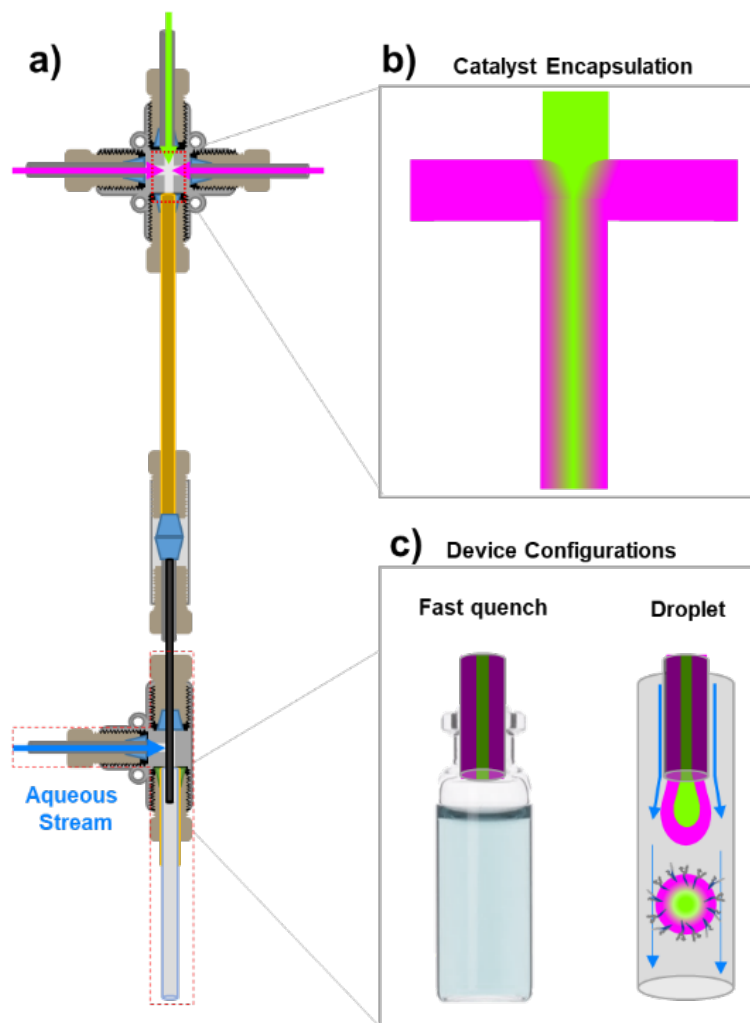 a)
b)
Catalyst Encapsulation
Aqueous
Stream
c)
Device Configurations
Fast quench
Droplet